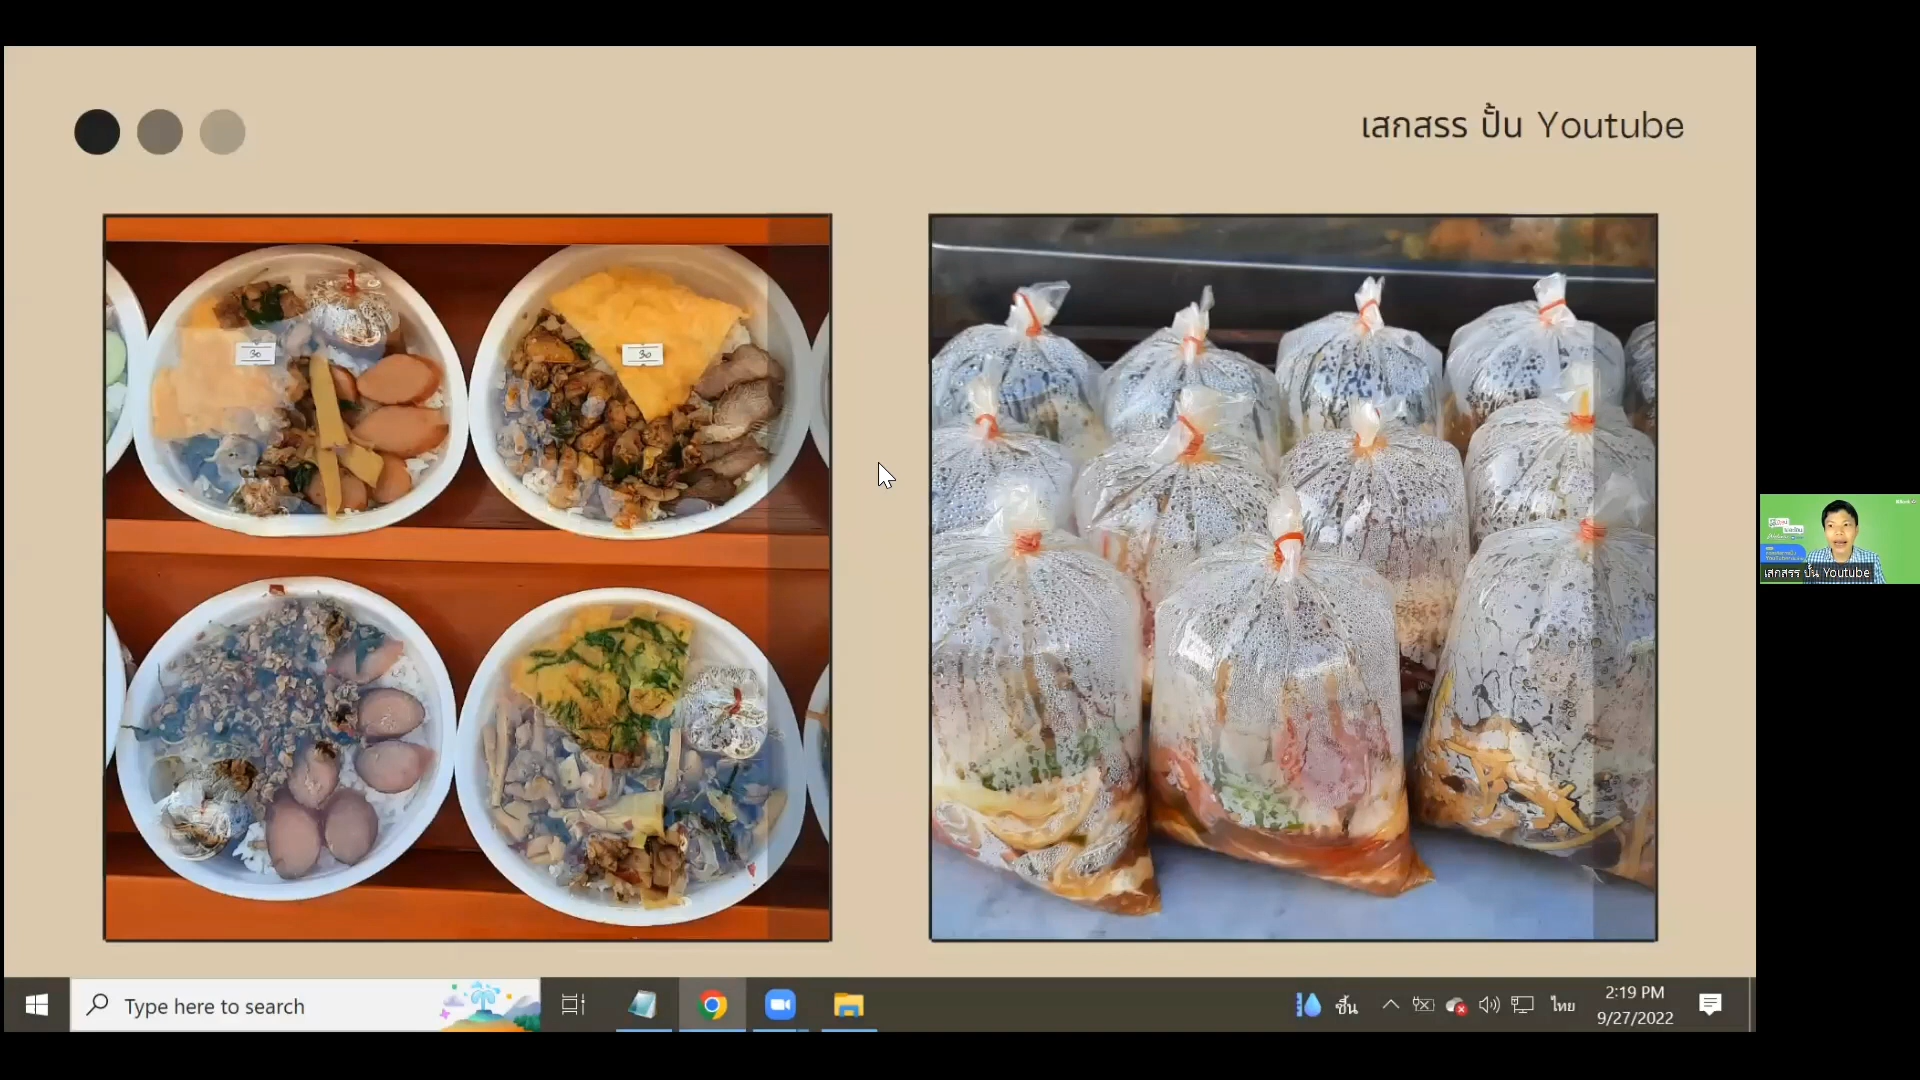 เสกสรร ปั้น Youtube
30
30
เสกสรร ปั้น Youtube
Type here to search
ชื้น
ไทย
2:19 PM
9/27/2022